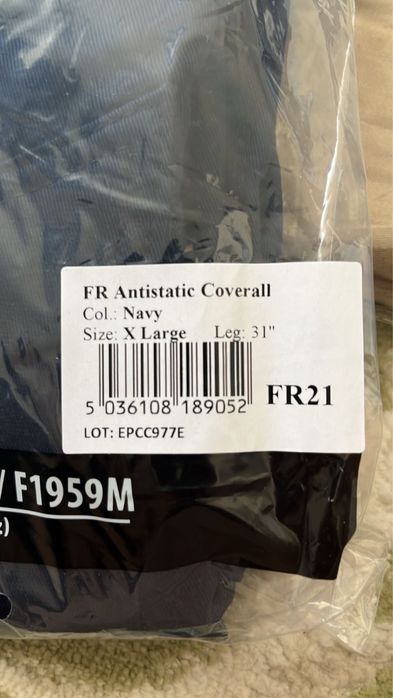 FR Antistatic Coverall
Col.: Navy
Size: X Large Leg: 31"
5 036108 189052
FR21
LOT: EPCC977E
/ F1959M
z)